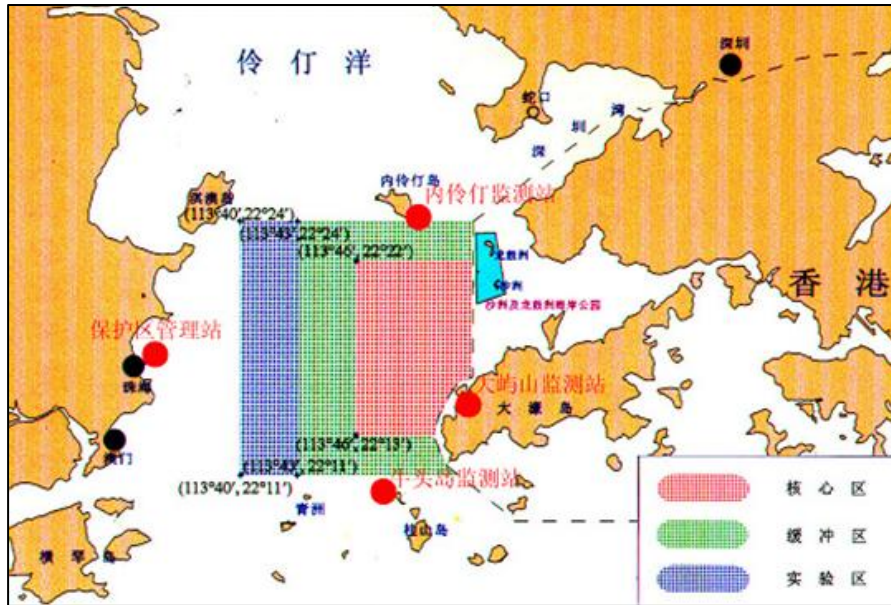 伶仃洋
深圳
蛇口
深圳湾
内伶仃岛
淇澳岛
内伶仃监测站
(113°40′,22°24′)
(113°43′,22°24′)
(113°46′,22°22′)
龙鼓洲
沙洲
沙洲及龙鼓洲海岸公园
香港
保护区管理站
珠海
大屿山监测站
大濠岛
澳门
(113°46′,22°13′)
(113°43′,22°11′)
(113°40′,22°11′)
牛头岛监测站
青洲
桂山岛
横琴岛
核心区
缓冲区
实验区